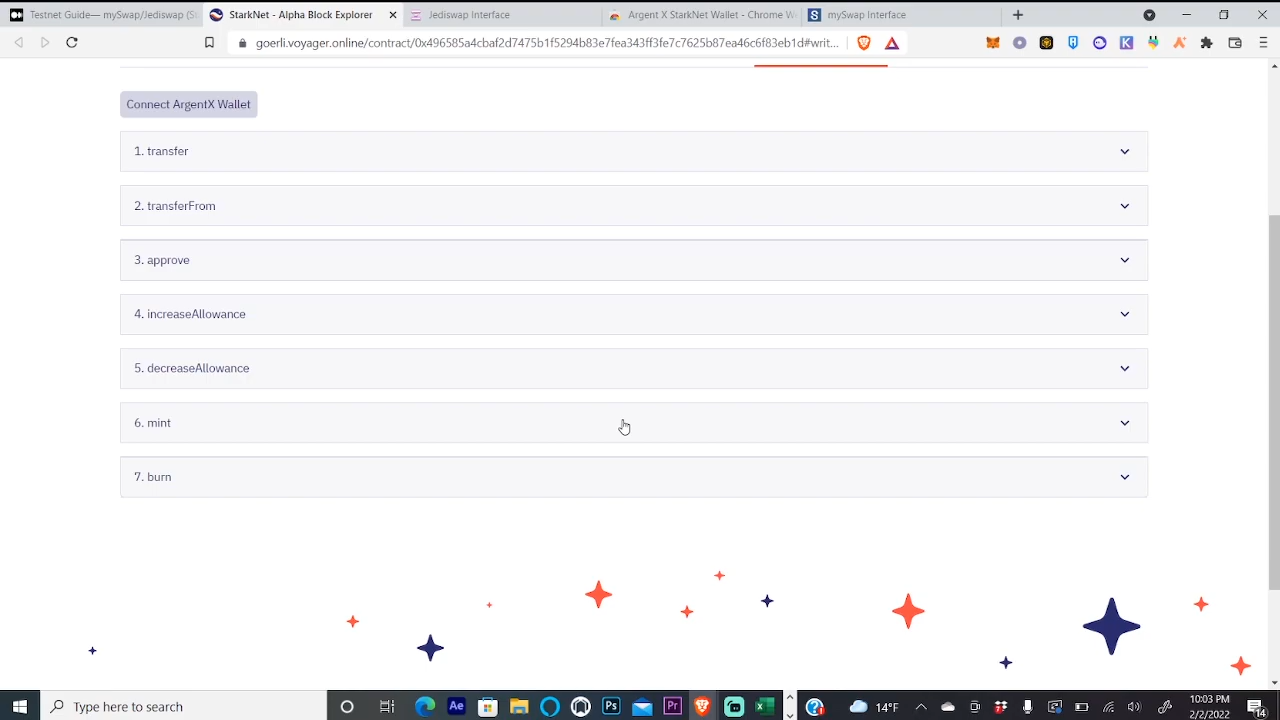 Testnet Guide— mySwap/Jediswap (St
StarkNet - Alpha Block Explorer
Jediswap Interface
Argent X StarkNet Wallet - Chrome W
mySwap Interface
goerli.voyager.online/contract/0x496585a4cbaf2d7475b1f5294b83e7fea343ff3fe7c7625b87ea46c6f83eb1d#writ...
Connect ArgentX Wallet
1. transfer
2. transferFrom
3. approve
4. increaseAllowance
5. decreaseAllowance
6. mint
7. burn
Type here to search
14°F
10:03 PM
2/2/2022